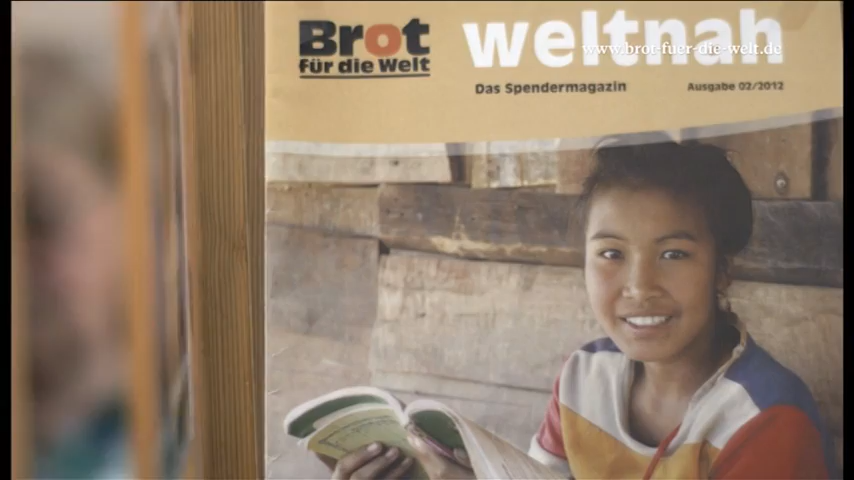 Brot
für die Welt
weltnah
www.brot-fuer-die-welt.de
Das Spendermagazin
Ausgabe 02/2012